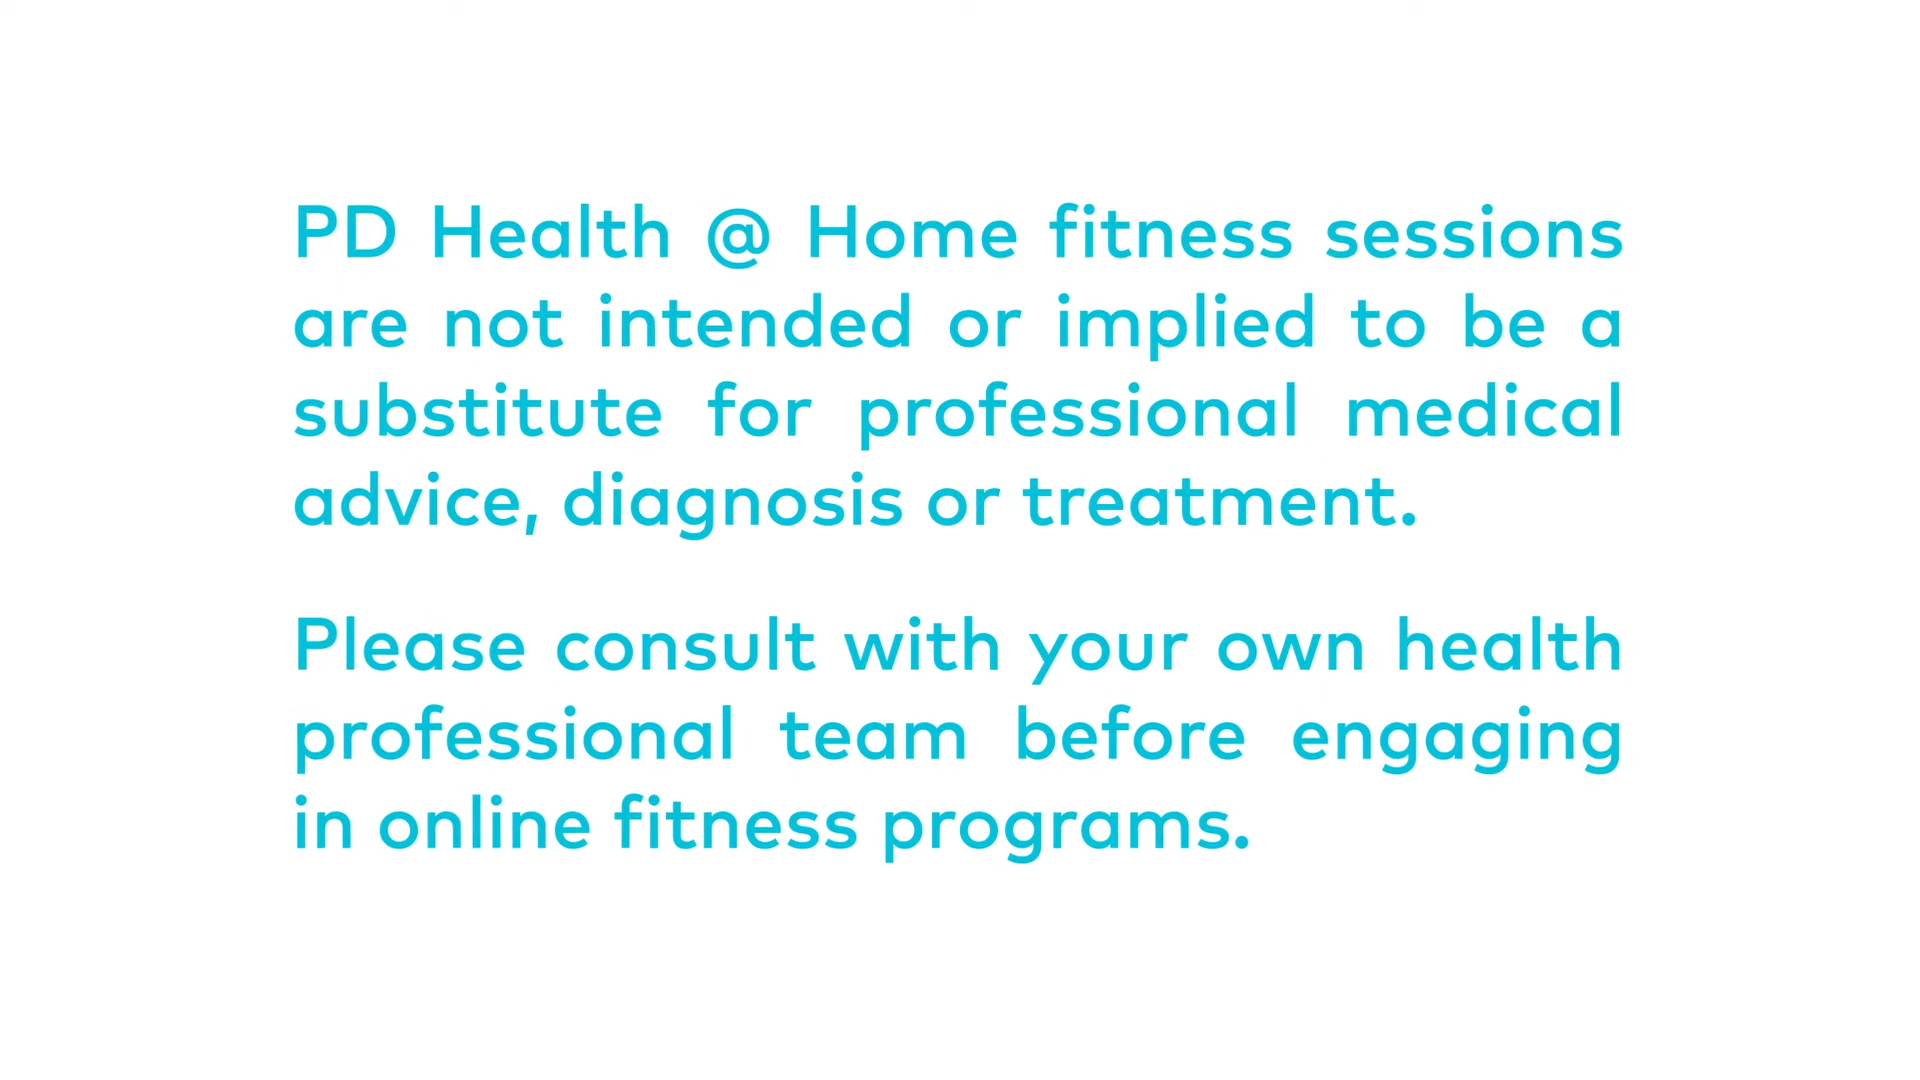 PD Health @ Home fitness sessions
are not intended or implied to be a
substitute for professional medical
advice, diagnosis or treatment.
Please consult with your own health
professional team before engaging
in online fitness programs.